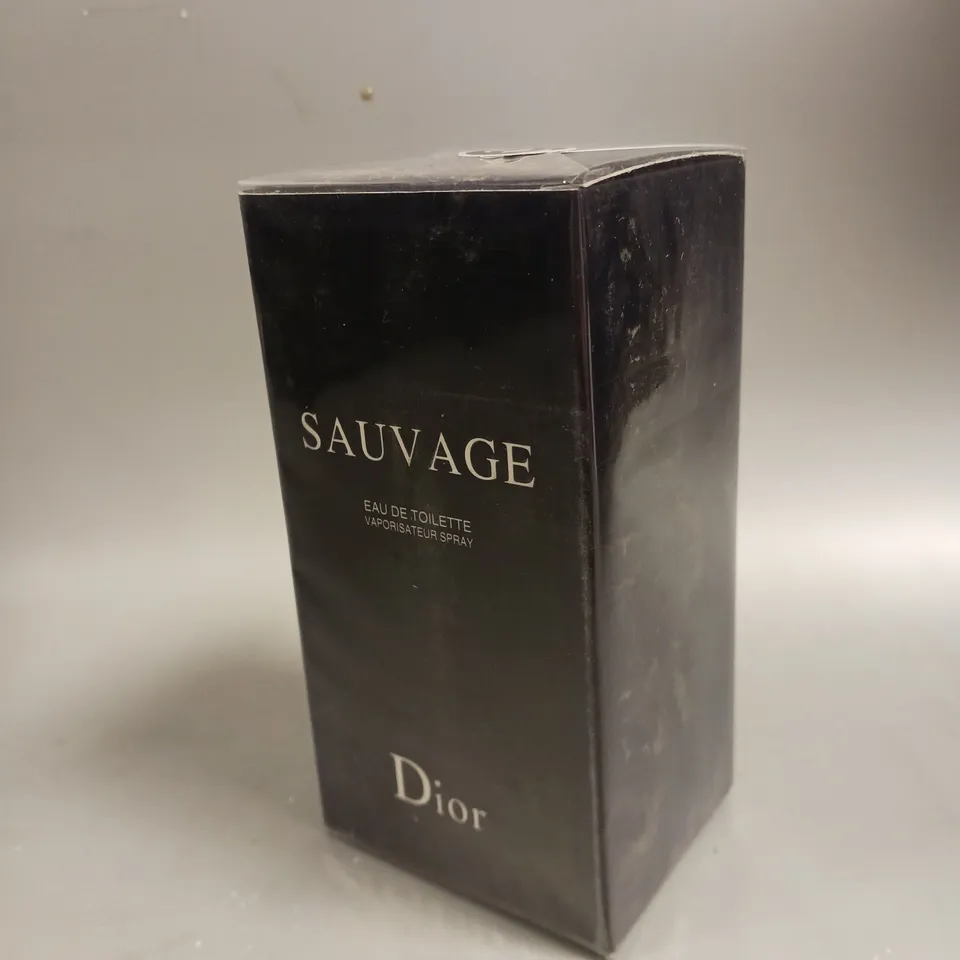 SAUVAGE
EAU DE TOILETTE
VAPORISATEUR SPRAY
Dior